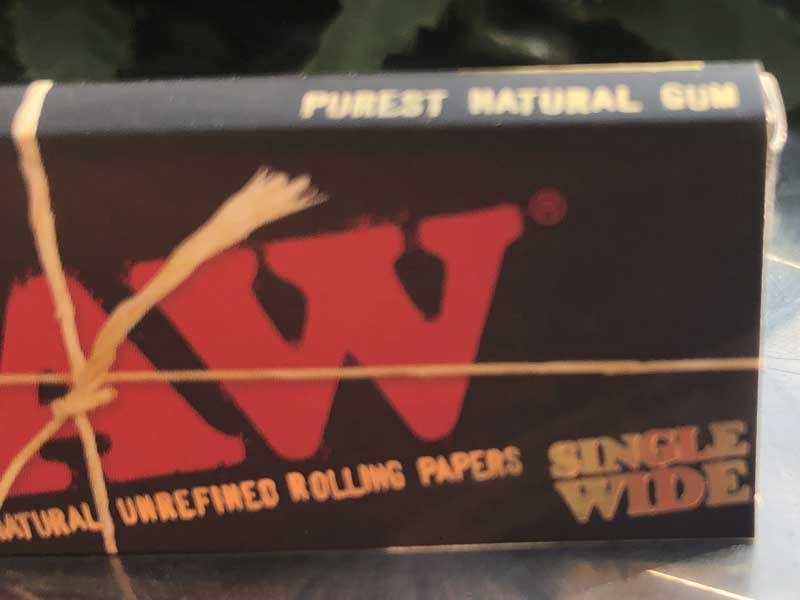 PUREST NATURAL GUM
AW®
NATURAL UNREFINED ROLLING PAPERS
SINGLE
WIDE